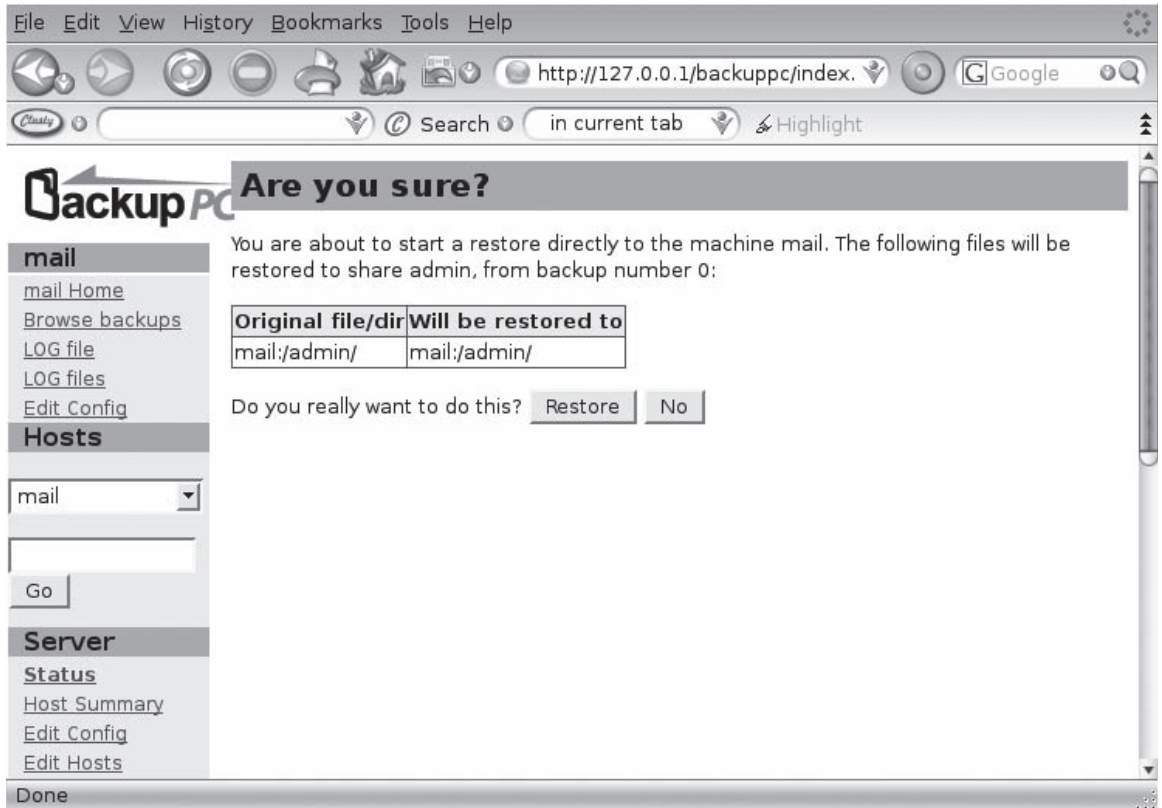 File Edit View History Bookmarks Tools Help
http://127.0.0.1/backuppc/index.
G Google
Clusty
Search
in current tab
Highlight
BackupPC
Are you sure?
You are about to start a restore directly to the machine mail. The following files will be
restored to share admin, from backup number 0:
Original file/dir Will be restored to
mail:/admin/ mail:/admin/
Do you really want to do this? Restore No
mail
mail Home
Browse backups
LOG file
LOG files
Edit Config
Hosts
mail
Go
Server
Status
Host Summary
Edit Config
Edit Hosts
Done